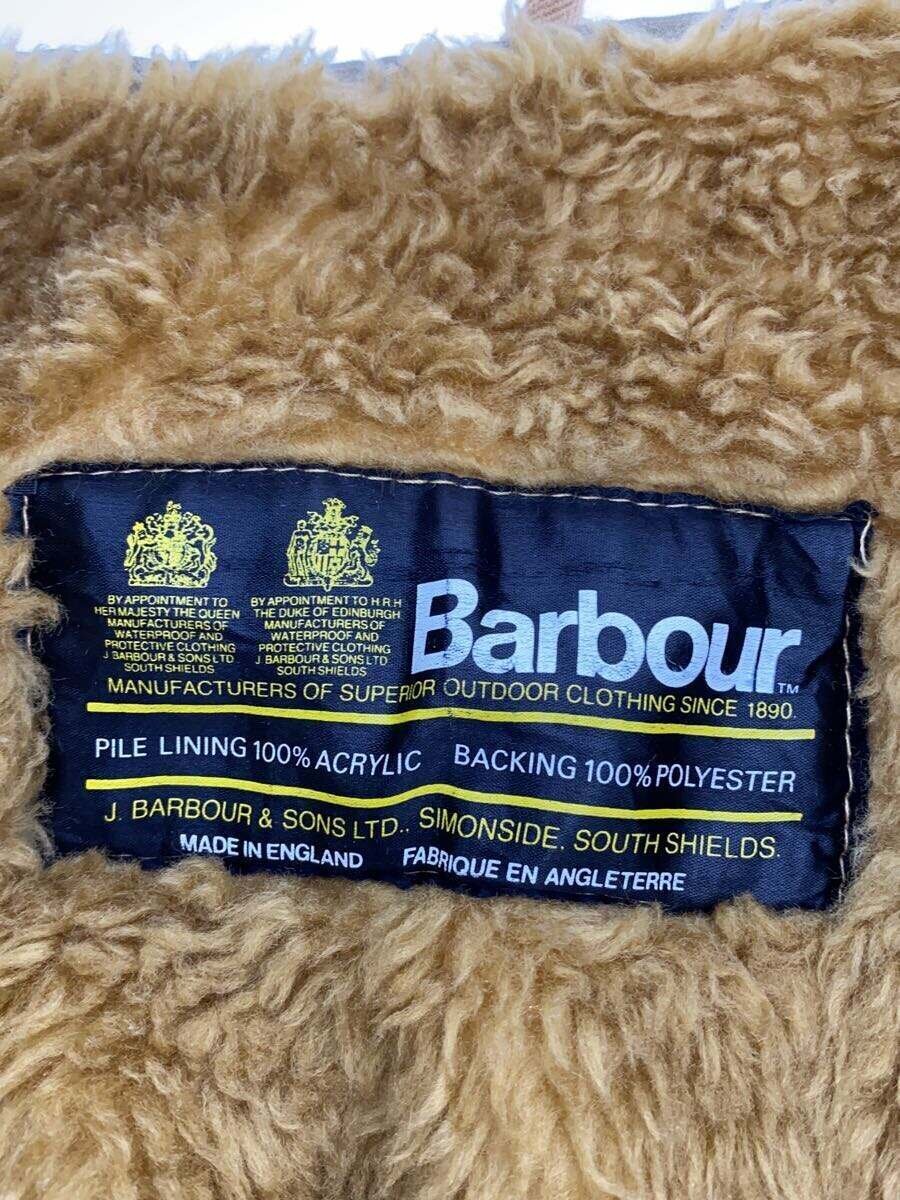 BY APPOINTMENT TO
HER MAJESTY THE QUEEN
MANUFACTURERS OF
WATERPROOF AND
PROTECTIVE CLOTHING
J. BARBOUR & SONS LTD
SOUTH SHIELDS
BY APPOINTMENT TO H.R.H
THE DUKE OF EDINBURGH
MANUFACTURERS OF
WATERPROOF AND
PROTECTIVE CLOTHING
J. BARBOUR & SONS LTD
SOUTH SHIELDS
Barbour™
MANUFACTURERS OF SUPERIOR OUTDOOR CLOTHING SINCE 1890.
PILE LINING 100% ACRYLIC BACKING 100% POLYESTER
J. BARBOUR & SONS LTD., SIMONSIDE. SOUTH SHIELDS.
MADE IN ENGLAND FABRIQUE EN ANGLETERRE